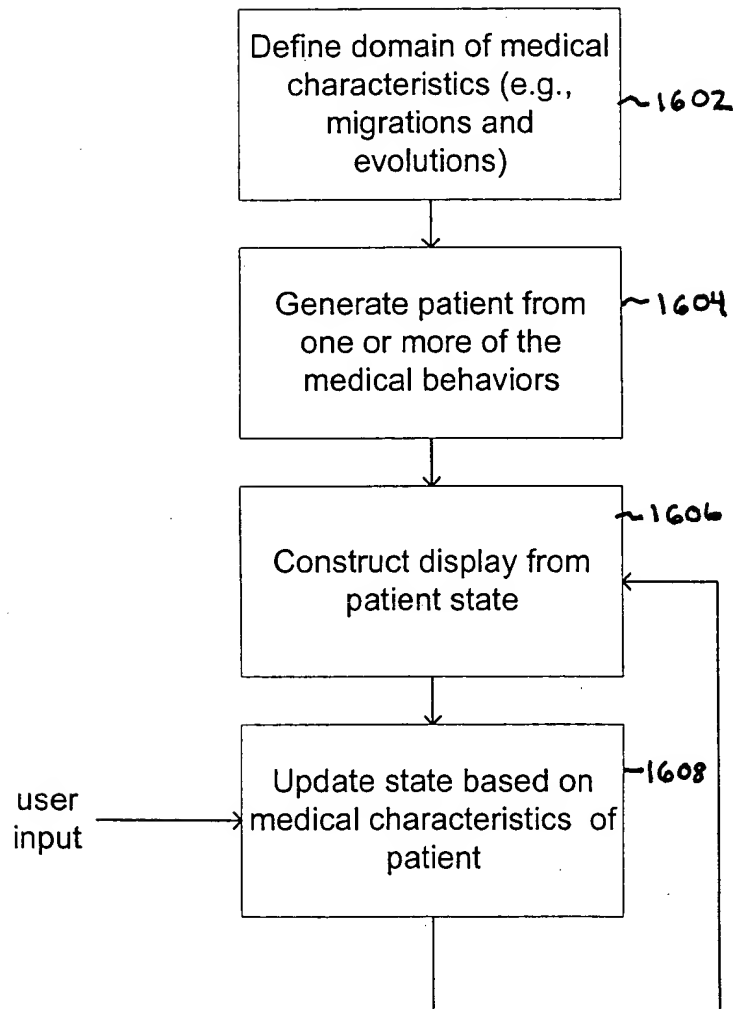 Define domain of medical
characteristics (e.g.,
migrations and
evolutions)
1602
Generate patient from
one or more of the
medical behaviors
1604
Construct display from
patient state
1606
Update state based on
medical characteristics of
patient
1608
user
input